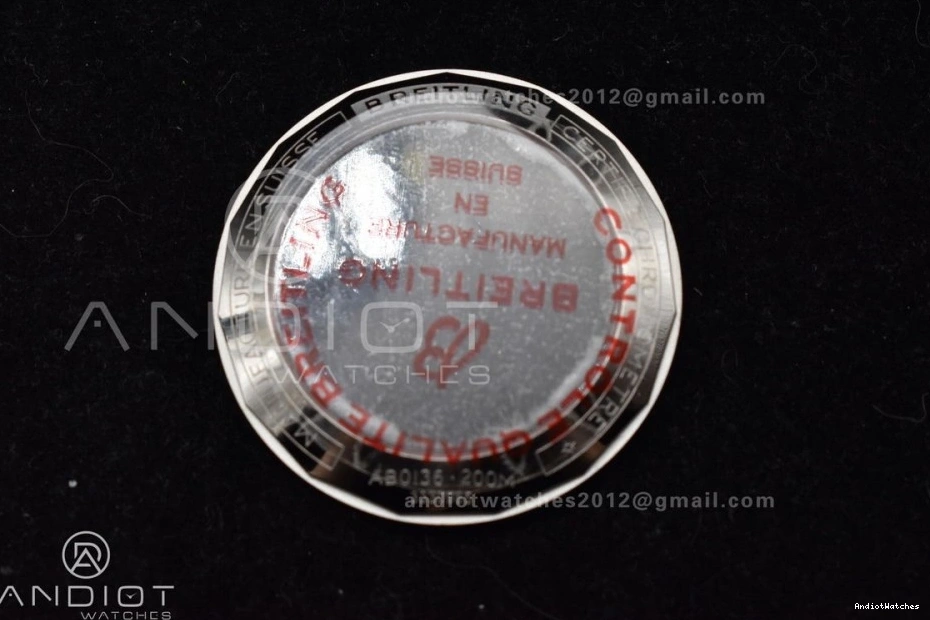 andiotwatches2012@gmail.com
BREITLING
CERTIFIE
CHRONOMETRE
SUISSE
EN
MANUFACTURE
BREITLING
B
CONTROLE QUALITE BREITLING
AB0136 - 200M
andiotwatches2012@gmail.com
ANDIOT
WATCHES
ANDIOT
WATCHES
AndiotWatches